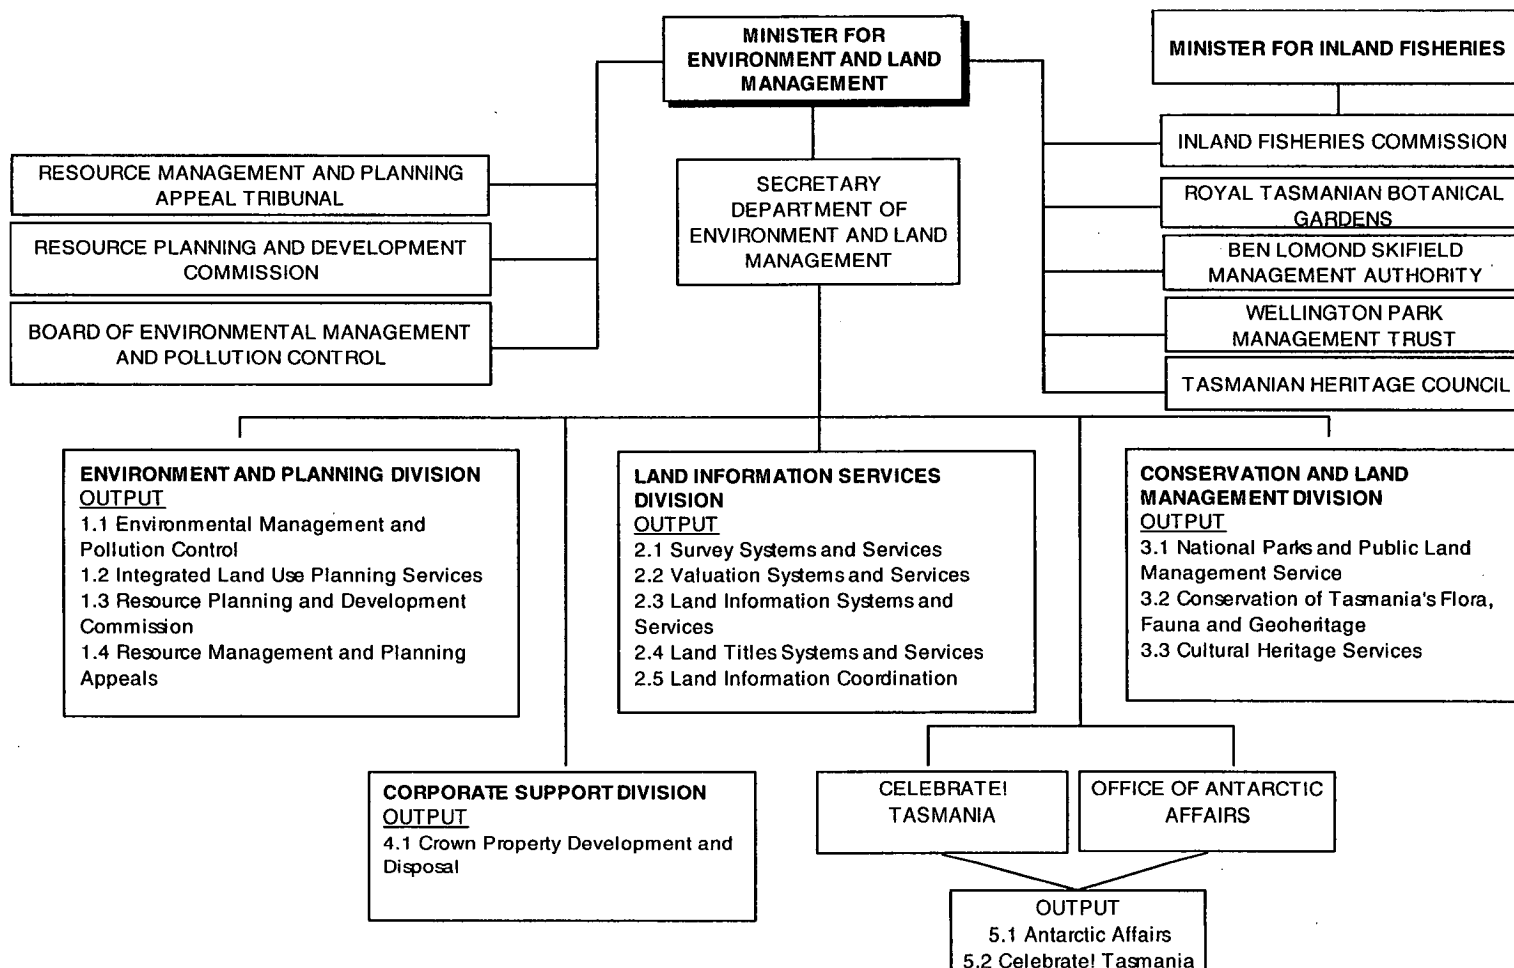 MINISTER FOR
ENVIRONMENT AND LAND
MANAGEMENT
MINISTER FOR INLAND FISHERIES
RESOURCE MANAGEMENT AND PLANNING
APPEAL TRIBUNAL
RESOURCE PLANNING AND DEVELOPMENT
COMMISSION
BOARD OF ENVIRONMENTAL MANAGEMENT
AND POLLUTION CONTROL
SECRETARY
DEPARTMENT OF
ENVIRONMENT AND LAND
MANAGEMENT
INLAND FISHERIES COMMISSION
ROYAL TASMANIAN BOTANICAL
GARDENS
BEN LOMOND SKIFIELD
MANAGEMENT AUTHORITY
WELLINGTON PARK
MANAGEMENT TRUST
TASMANIAN HERITAGE COUNCIL
ENVIRONMENT AND PLANNING DIVISION
OUTPUT
1.1 Environmental Management and
Pollution Control
1.2 Integrated Land Use Planning Services
1.3 Resource Planning and Development
Commission
1.4 Resource Management and Planning
Appeals
LAND INFORMATION SERVICES
DIVISION
OUTPUT
2.1 Survey Systems and Services
2.2 Valuation Systems and Services
2.3 Land Information Systems and
Services
2.4 Land Titles Systems and Services
2.5 Land Information Coordination
CONSERVATION AND LAND
MANAGEMENT DIVISION
OUTPUT
3.1 National Parks and Public Land
Management Service
3.2 Conservation of Tasmania's Flora,
Fauna and Geoheritage
3.3 Cultural Heritage Services
CORPORATE SUPPORT DIVISION
OUTPUT
4.1 Crown Property Development and
Disposal
CELEBRATE!
TASMANIA
OFFICE OF ANTARCTIC
AFFAIRS
OUTPUT
5.1 Antarctic Affairs
5.2 Celebrate! Tasmania